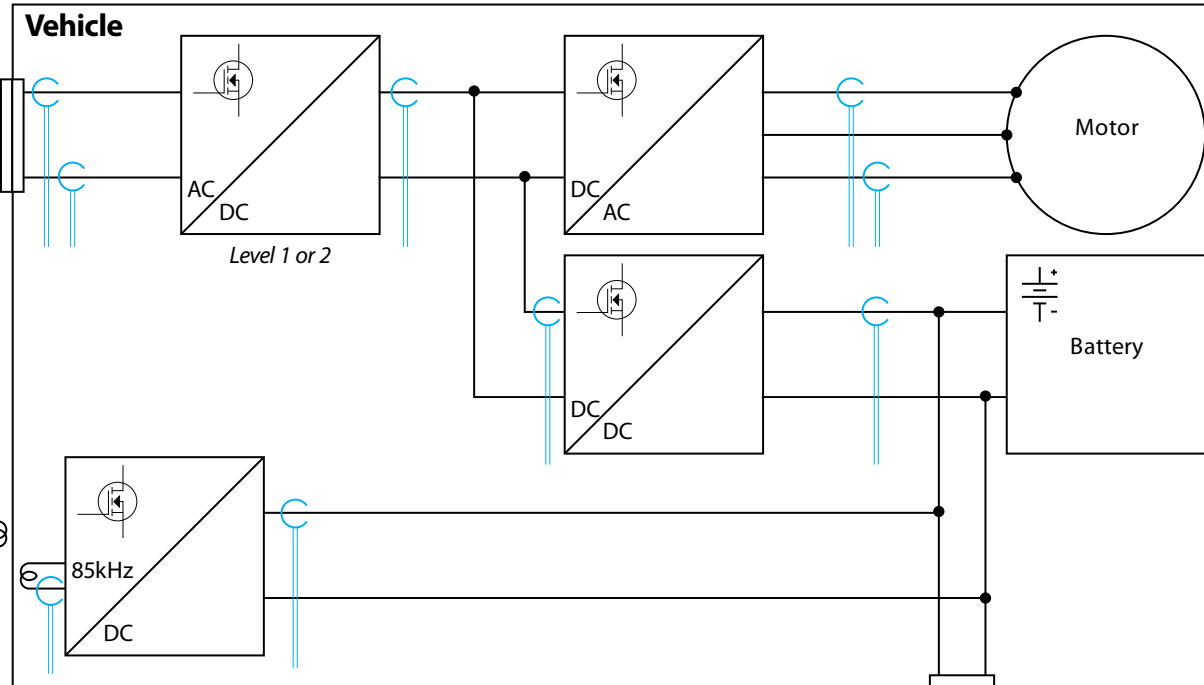 Vehicle
AC
DC
Level 1 or 2
DC
AC
Motor
DC
DC
+
-
Battery
85kHz
DC